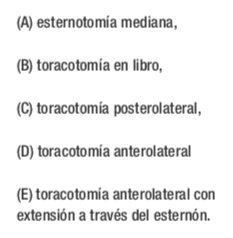 (A) esternotomía mediana,
(B) toracotomía en libro,
(C) toracotomía posterolateral,
(D) toracotomía anterolateral
(E) toracotomía anterolateral con
extensión a través del esternón.